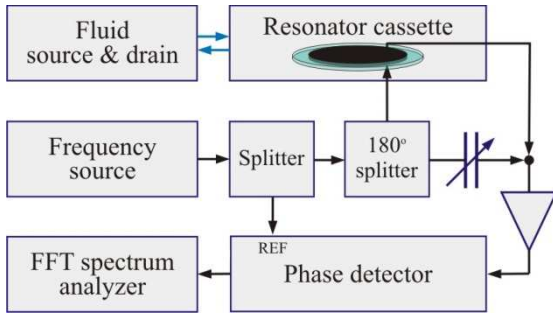 Fluid
source & drain
Resonator cassette
Frequency
source
Splitter
180°
splitter
FFT spectrum
analyzer
REF
Phase detector